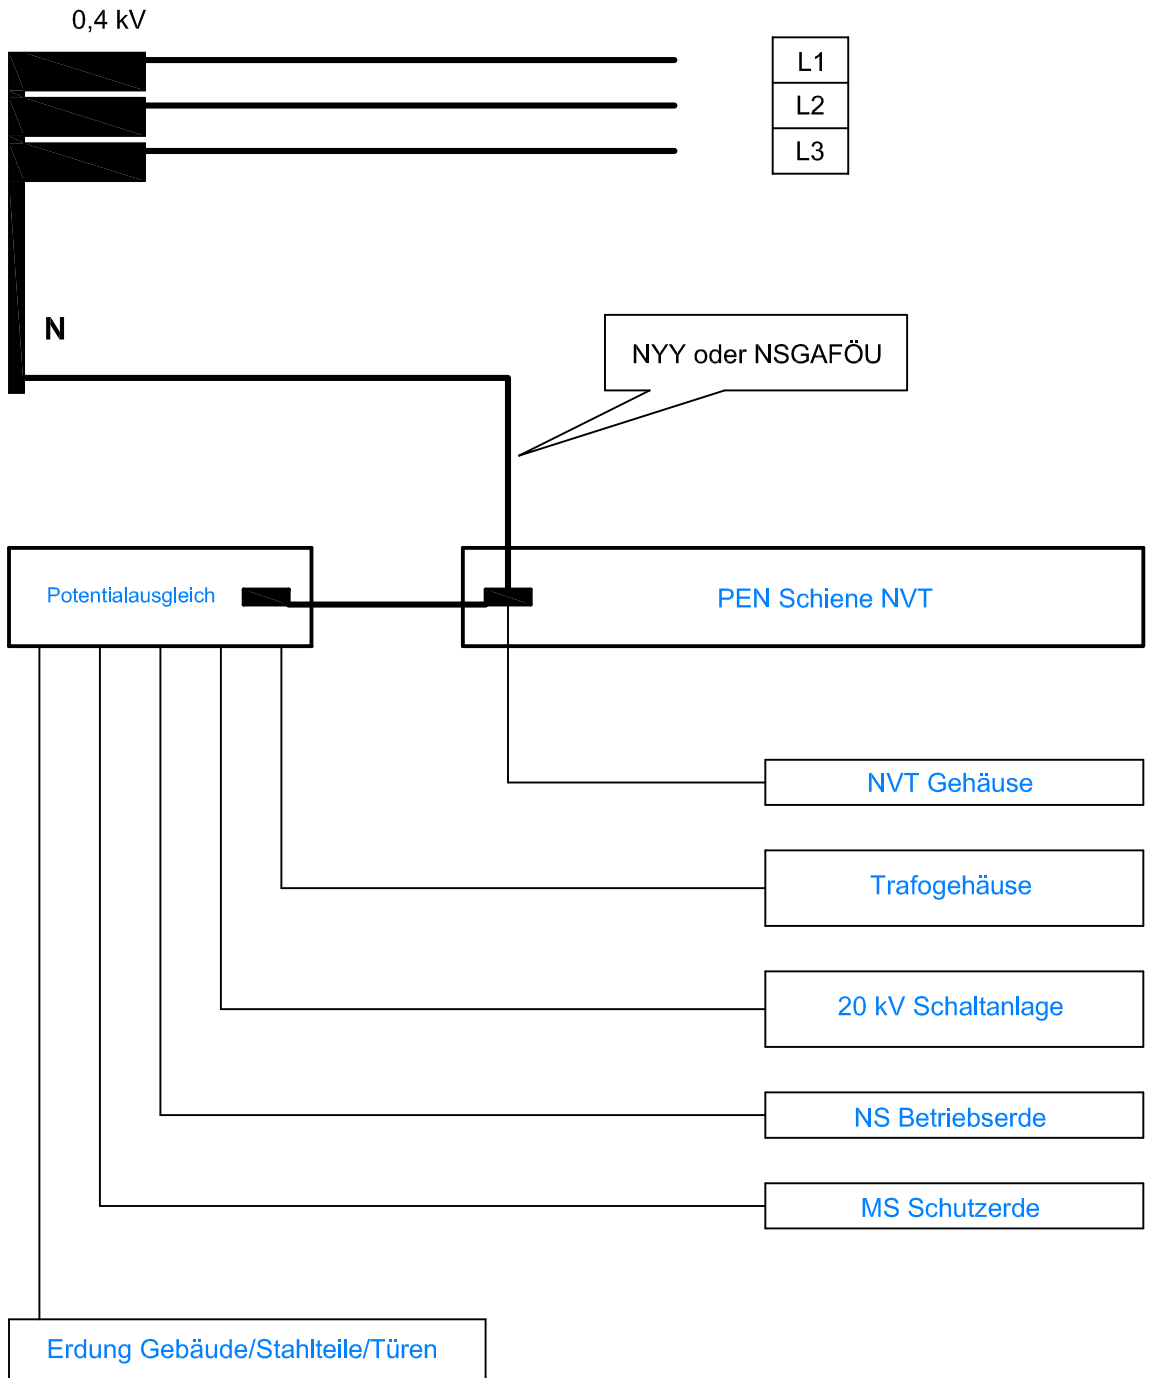 0,4 kV
L1
L2
L3
N
NYY oder NSGAFÖU
Potentialausgleich
PEN Schiene NVT
NVT Gehäuse
Trafogehäuse
20 kV Schaltanlage
NS Betriebserde
MS Schutzerde
Erdung Gebäude/Stahlteile/Türen